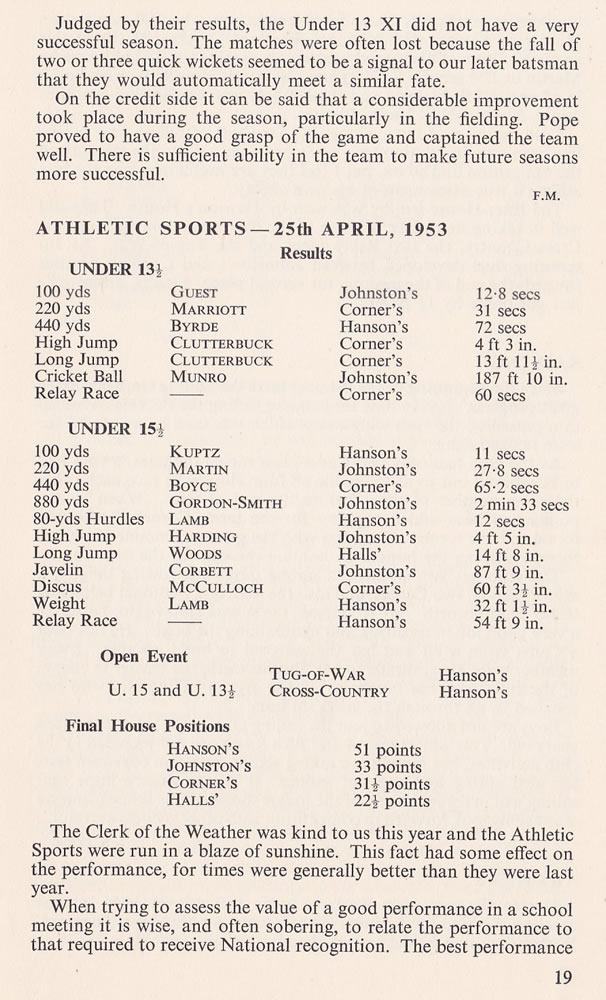 Judged by their results, the Under 13 XI did not have a very
successful season. The matches were often lost because the fall of
two or three quick wickets seemed to be a signal to our later batsman
that they would automatically meet a similar fate.
On the credit side it can be said that a considerable improvement
took place during the season, particularly in the fielding. Pope
proved to have a good grasp of the game and captained the team
well. There is sufficient ability in the team to make future seasons
more successful.
F.M.
ATHLETIC SPORTS — 25th APRIL, 1953
Results
UNDER 13½
100 yds GUEST Johnston's 12·8 secs
220 yds MARRIOTT Corner's 31 secs
440 yds BYRDE Hanson's 72 secs
High Jump CLUTTERBUCK Corner's 4 ft 3 in.
Long Jump CLUTTERBUCK Corner's 13 ft 11½ in.
Cricket Ball MUNRO Johnston's 187 ft 10 in.
Relay Race —— Corner's 60 secs
UNDER 15½
100 yds KUPTZ Hanson's 11 secs
220 yds MARTIN Johnston's 27·8 secs
440 yds BOYCE Corner's 65·2 secs
880 yds GORDON-SMITH Johnston's 2 min 33 secs
80-yds Hurdles LAMB Hanson's 12 secs
High Jump HARDING Johnston's 4 ft 5 in.
Long Jump WOODS Halls' 14 ft 8 in.
Javelin CORBETT Johnston's 87 ft 9 in.
Discus MCCULLOCH Corner's 60 ft 3½ in.
Weight LAMB Hanson's 32 ft 1½ in.
Relay Race —— Hanson's 54 ft 9 in.
Open Event
TUG-OF-WAR Hanson's
U. 15 and U. 13½ CROSS-COUNTRY Hanson's
Final House Positions
HANSON'S 51 points
JOHNSTON'S 33 points
CORNER'S 31½ points
HALLS' 22½ points
The Clerk of the Weather was kind to us this year and the Athletic
Sports were run in a blaze of sunshine. This fact had some effect on
the performance, for times were generally better than they were last
year.
When trying to assess the value of a good performance in a school
meeting it is wise, and often sobering, to relate the performance to
that required to receive National recognition. The best performance
19